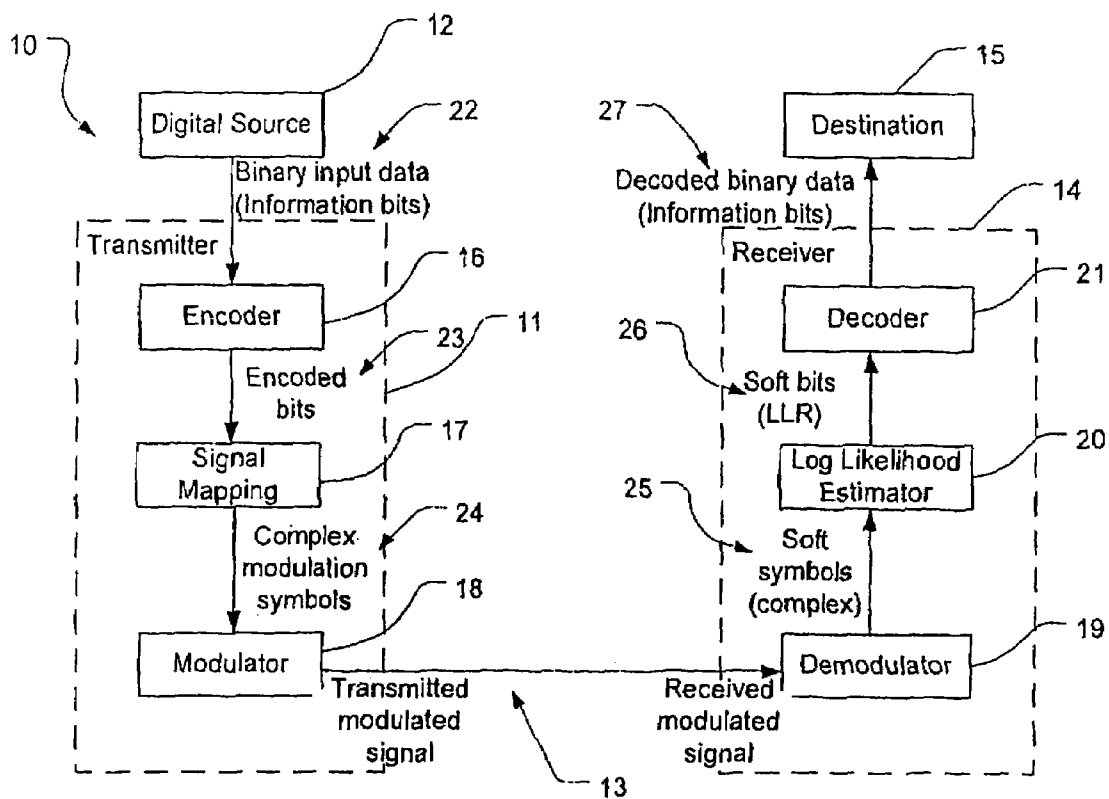 10
12
Digital Source
22
Binary input data
(Information bits)
Transmitter
16
Encoder
23
11
Encoded
bits
17
Signal
Mapping
24
Complex
modulation
symbols
18
Modulator
Transmitted
modulated
signal
13
15
27
Destination
Decoded binary data
(Information bits)
14
Receiver
21
Decoder
26
Soft bits
(LLR)
20
Log Likelihood
Estimator
25
Soft
symbols
(complex)
19
Demodulator
Received
modulated
signal